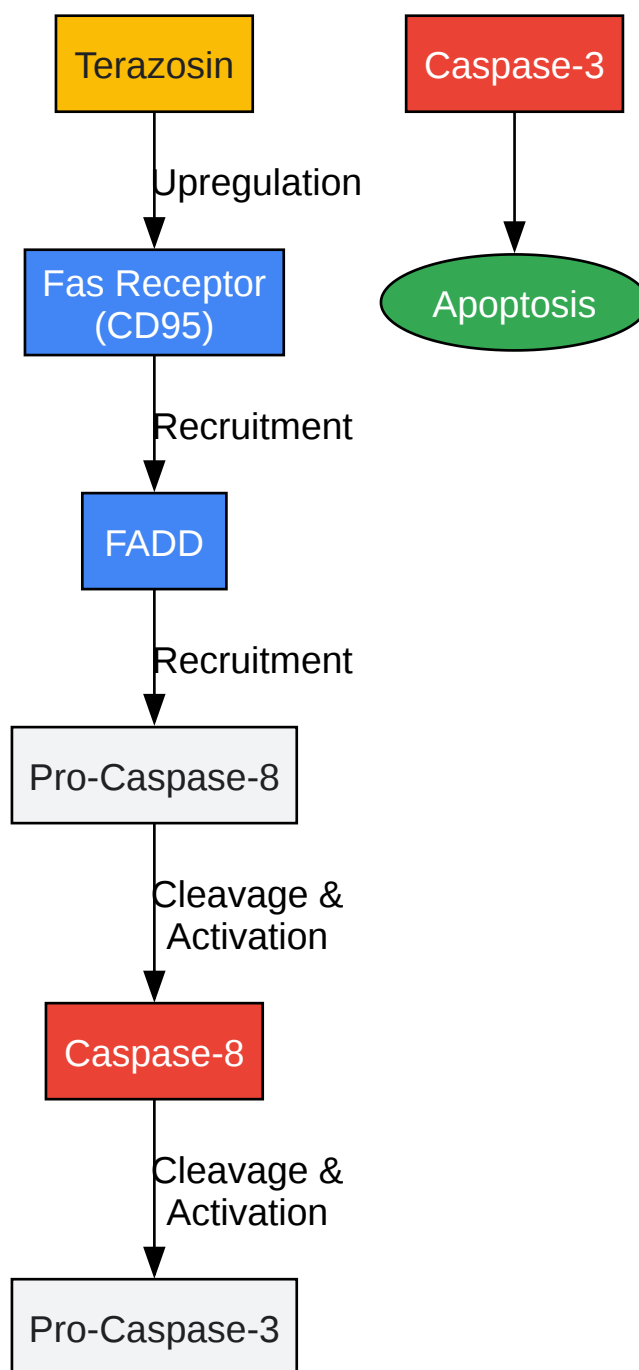 Terazosin
Upregulation
Fas Receptor
(CD95)
Recruitment
FADD
Recruitment
Pro-Caspase-8
Cleavage &
Activation
Caspase-8
Cleavage &
Activation
Pro-Caspase-3
Caspase-3
Apoptosis